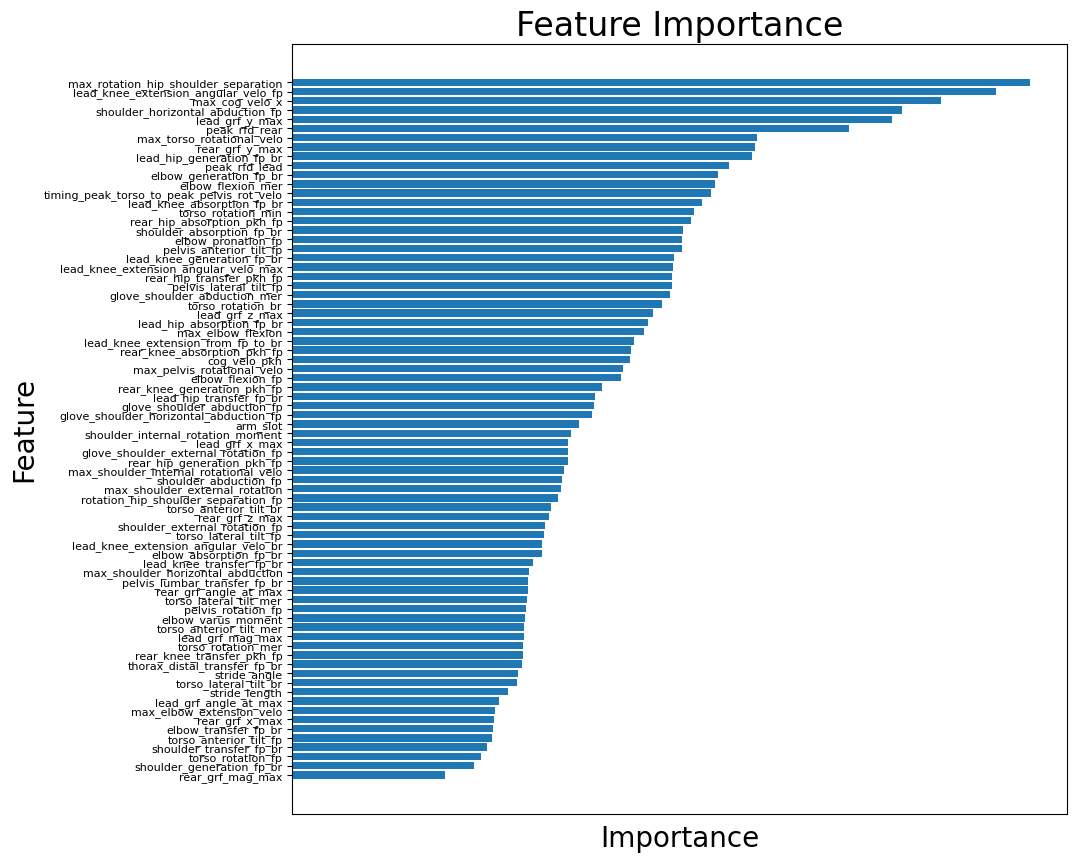 Feature Importance
max_rotation_hip_shoulder_separation
lead_knee_extension_angular_velo_fp
max_cog_velo_x
shoulder_horizontal_abduction_fp
lead_grf_y_max
peak_rfd_rear
max_torso_rotational_velo
rear_grf_y_max
lead_hip_generation_fp_br
peak_rfd_lead
elbow_generation_fp_br
elbow_flexion_mer
timing_peak_torso_to_peak_pelvis_rot_velo
lead_knee_absorption_fp_br
torso_rotation_min
rear_hip_absorption_pkh_fp
shoulder_absorption_fp_br
elbow_pronation_fp
pelvis_anterior_tilt_fp
lead_knee_generation_fp_br
lead_knee_extension_angular_velo_max
rear_hip_transfer_pkh_fp
pelvis_lateral_tilt_fp
glove_shoulder_abduction_mer
torso_rotation_br
lead_grf_z_max
lead_hip_absorption_fp_br
max_elbow_flexion
lead_knee_extension_from_fp_to_br
rear_knee_absorption_pkh_fp
cog_velo_pkh
max_pelvis_rotational_velo
elbow_flexion_fp
rear_knee_generation_pkh_fp
lead_hip_transfer_fp_br
glove_shoulder_abduction_fp
glove_shoulder_horizontal_abduction_fp
arm_slot
shoulder_internal_rotation_moment
lead_grf_x_max
glove_shoulder_external_rotation_fp
rear_hip_generation_pkh_fp
max_shoulder_internal_rotational_velo
shoulder_abduction_fp
max_shoulder_external_rotation
rotation_hip_shoulder_separation_fp
torso_anterior_tilt_br
rear_grf_z_max
shoulder_external_rotation_fp
torso_lateral_tilt_fp
lead_knee_extension_angular_velo_br
elbow_absorption_fp_br
lead_knee_transfer_fp_br
max_shoulder_horizontal_abduction
pelvis_lumbar_transfer_fp_br
rear_grf_angle_at_max
torso_lateral_tilt_mer
pelvis_rotation_fp
elbow_varus_moment
torso_anterior_tilt_mer
lead_grf_mag_max
torso_rotation_mer
rear_knee_transfer_pkh_fp
thorax_distal_transfer_fp_br
stride_angle
torso_lateral_tilt_br
stride_length
lead_grf_angle_at_max
max_elbow_extension_velo
rear_grf_x_max
elbow_transfer_fp_br
torso_anterior_tilt_fp
shoulder_transfer_fp_br
torso_rotation_fp
shoulder_generation_fp_br
rear_grf_mag_max
Feature
Importance